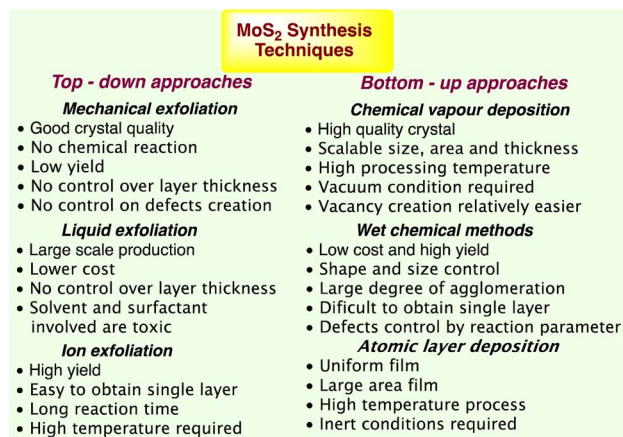 MoS₂ Synthesis
Techniques
Top - down approaches
Mechanical exfoliation
• Good crystal quality
• No chemical reaction
• Low yield
• No control over layer thickness
• No control on defects creation
Liquid exfoliation
• Large scale production
• Lower cost
• No control over layer thickness
• Solvent and surfactant
involved are toxic
Ion exfoliation
• High yield
• Easy to obtain single layer
• Long reaction time
• High temperature required
Bottom - up approaches
Chemical vapour deposition
• High quality crystal
• Scalable size, area and thickness
• High processing temperature
• Vacuum condition required
• Vacancy creation relatively easier
Wet chemical methods
• Low cost and high yield
• Shape and size control
• Large degree of agglomeration
• Dificult to obtain single layer
• Defects control by reaction parameter
Atomic layer deposition
• Uniform film
• Large area film
• High temperature process
• Inert conditions required